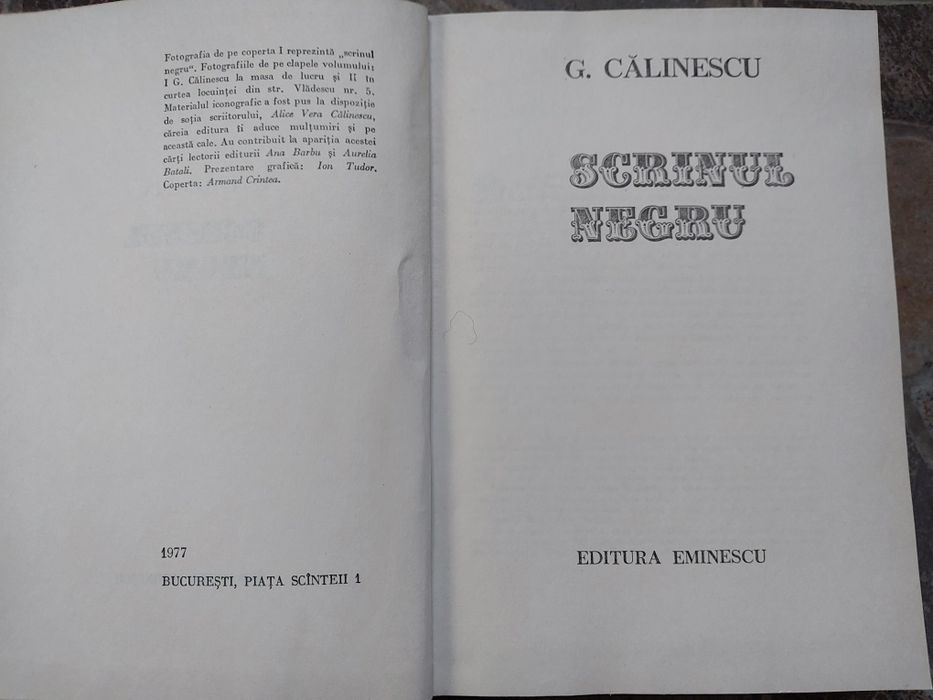 Fotografia de pe coperta I reprezintă „scrinul
negru“. Fotografiile de pe clapele volumului:
I G. Călinescu la masa de lucru și II în
curtea locuinței din str. Vlădescu nr. 5.
Materialul iconografic a fost pus la dispoziție
de soția scriitorului, Alice Vera Călinescu,
căreia editura îi aduce mulțumiri și pe
această cale. Au contribuit la apariția acestei
cărți lectorii editurii Ana Barbu și Aurelia
Batali. Prezentare grafică: Ion Tudor.
Coperta: Armand Crintea.
1977
BUCUREȘTI, PIAȚA SCÎNTEII 1
G. CĂLINESCU
SCRINUL
NEGRU
EDITURA EMINESCU